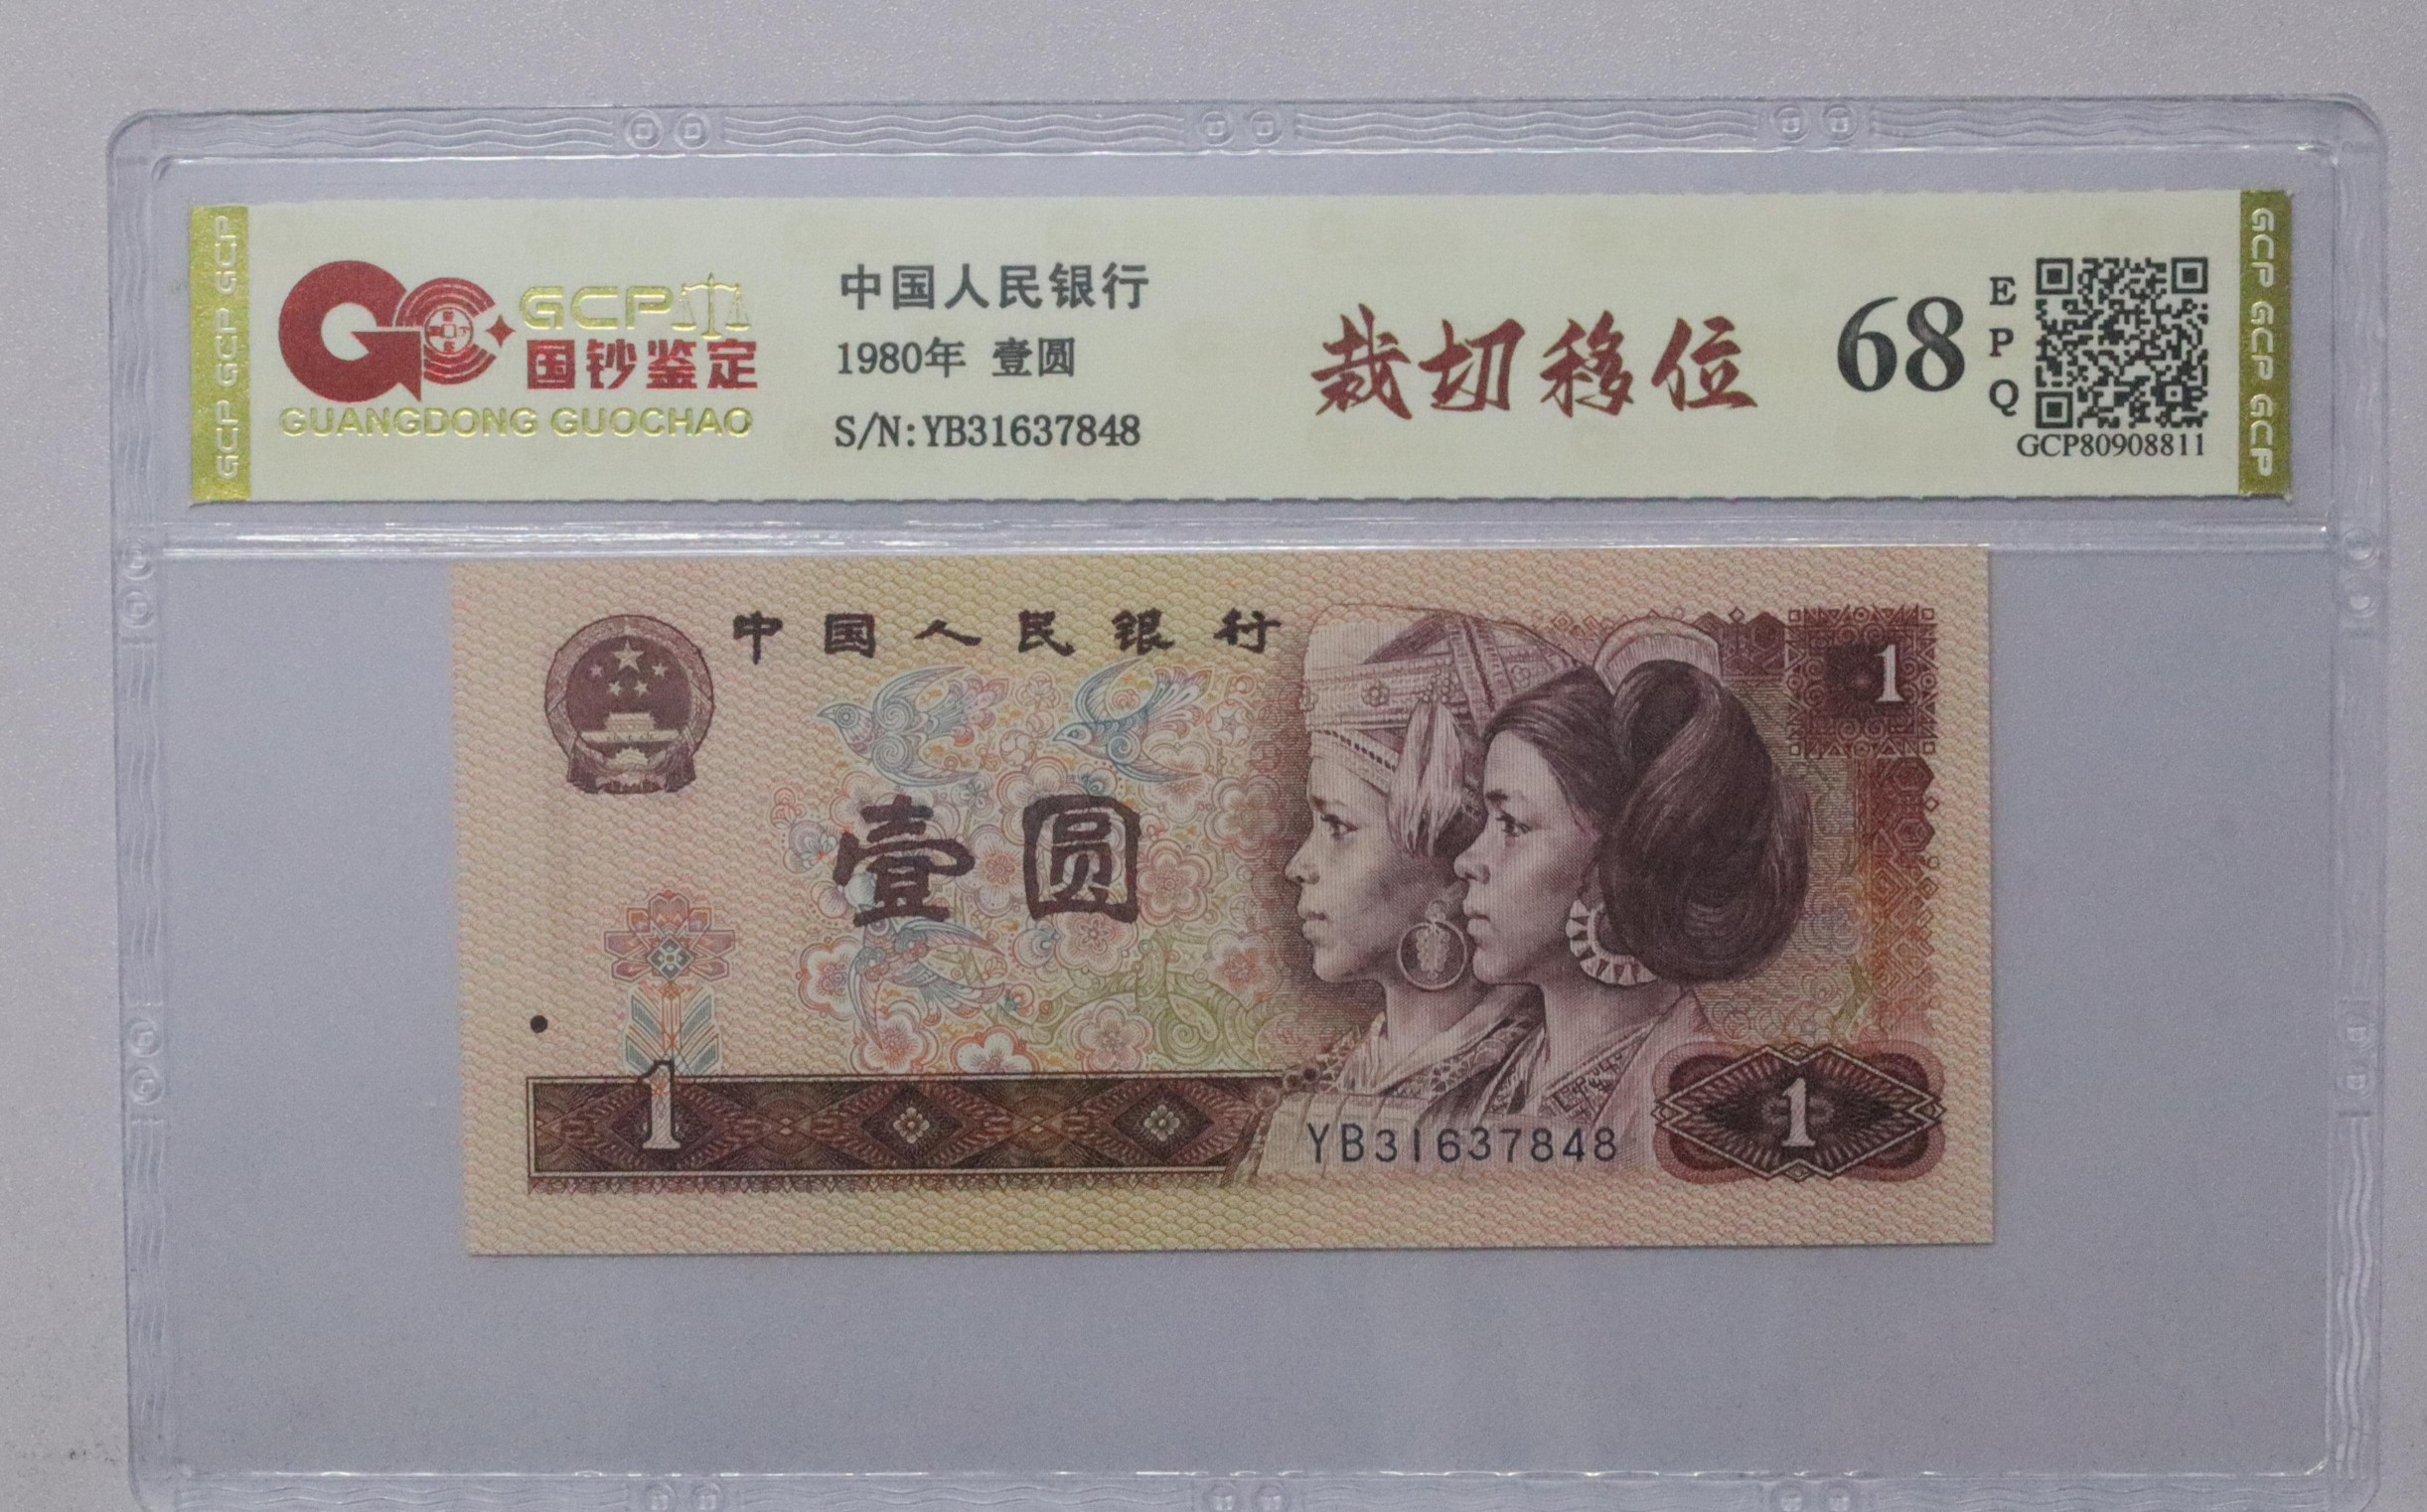 GCP GCP GCP
GCP
国钞鉴定
GUANGDONG GUOCHAO
中国人民银行
1980年 壹圆
S/N:YB31637848
裁切移位
68
EPQ
GCP80908811
GCP GCP GCP
中国人民银行
1
壹圆
1
YB31637848
1